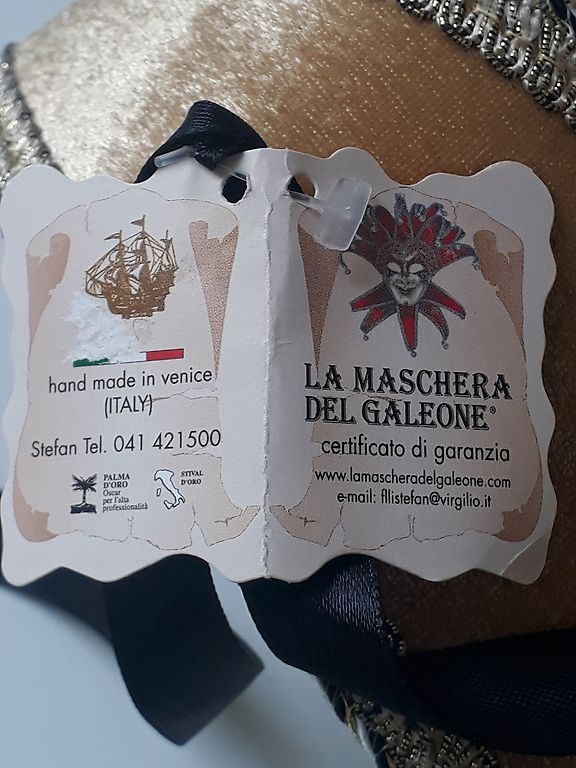 hand made in venice
(ITALY)
Stefan Tel. 041 421500
PALMA
D'ORO
Oscar
per l'alta
professionalità
STIVAL
D'ORO
LA MASCHERA
DEL GALEONE®
certificato di garanzia
www.lamascheradelgaleone.com
e-mail: fllistefan@virgilio.it